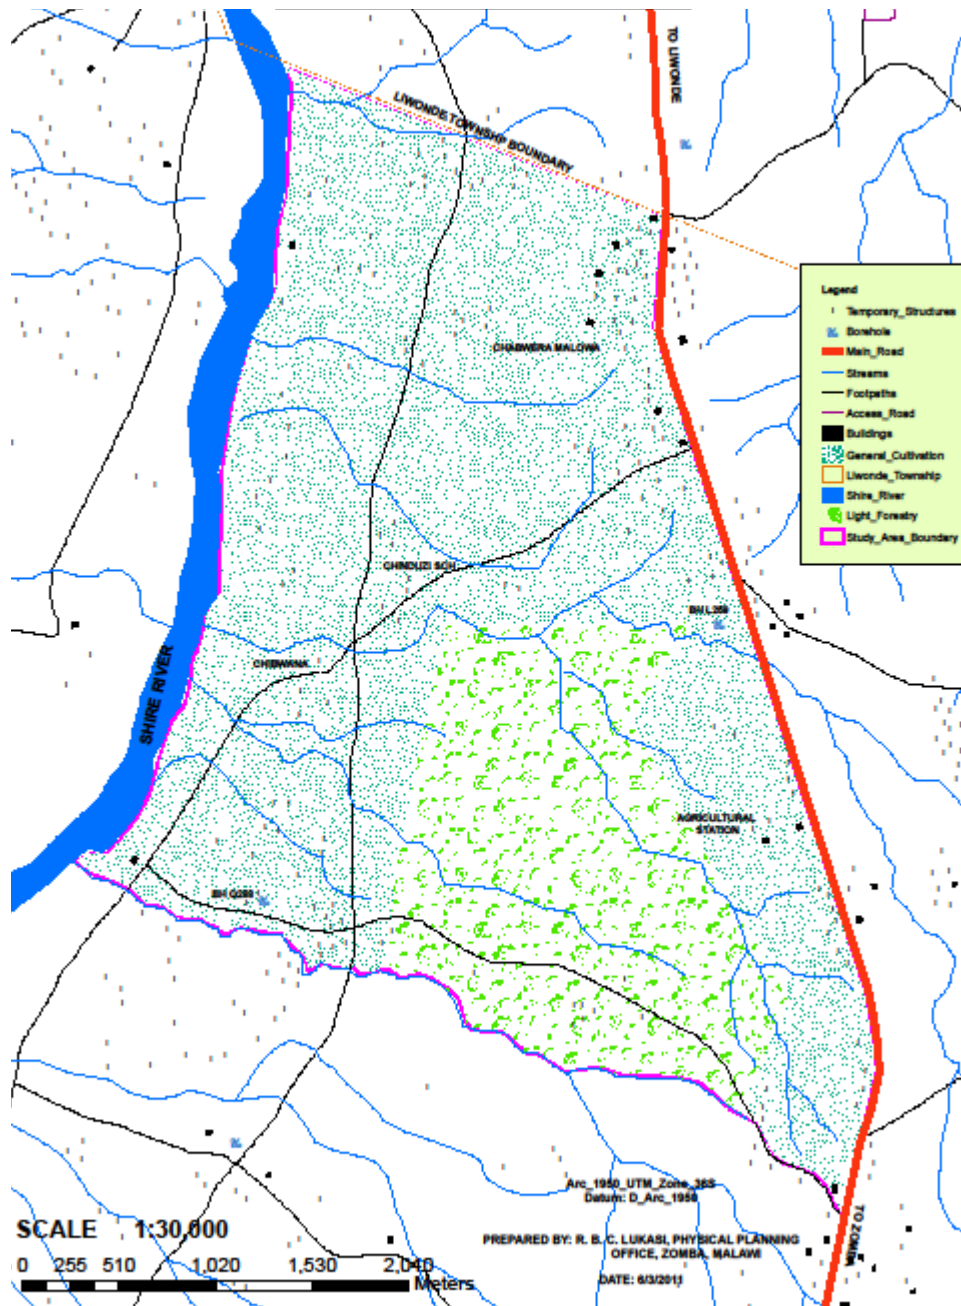 TO LIWONDE
LIWONDE TOWNSHP BOUNDARY
Legend
Temporary_Structures
Borehole
Main_Road
Streams
Footpaths
Access_Road
Buildings
General_Cultivation
Liwonde_Township
Shire_River
Light_Forestry
Study_Area_Boundary
CHABWERA MALOWA
CHINDUZI SCH
BH L259
CHIBWANA
SHIRE RIVER
AGRICULTURAL
STATION
Arc_1950_UTM_Zone_36S
Datum: D_Arc_1950
SCALE 1:30,000
PREPARED BY: R. B. C. LUKASI, PHYSICAL PLANNING
OFFICE, ZOMBA, MALAWI
TO ZOMBA
0 255 510 1,020 1,530 2,040
Meters
DATE: 6/3/2011